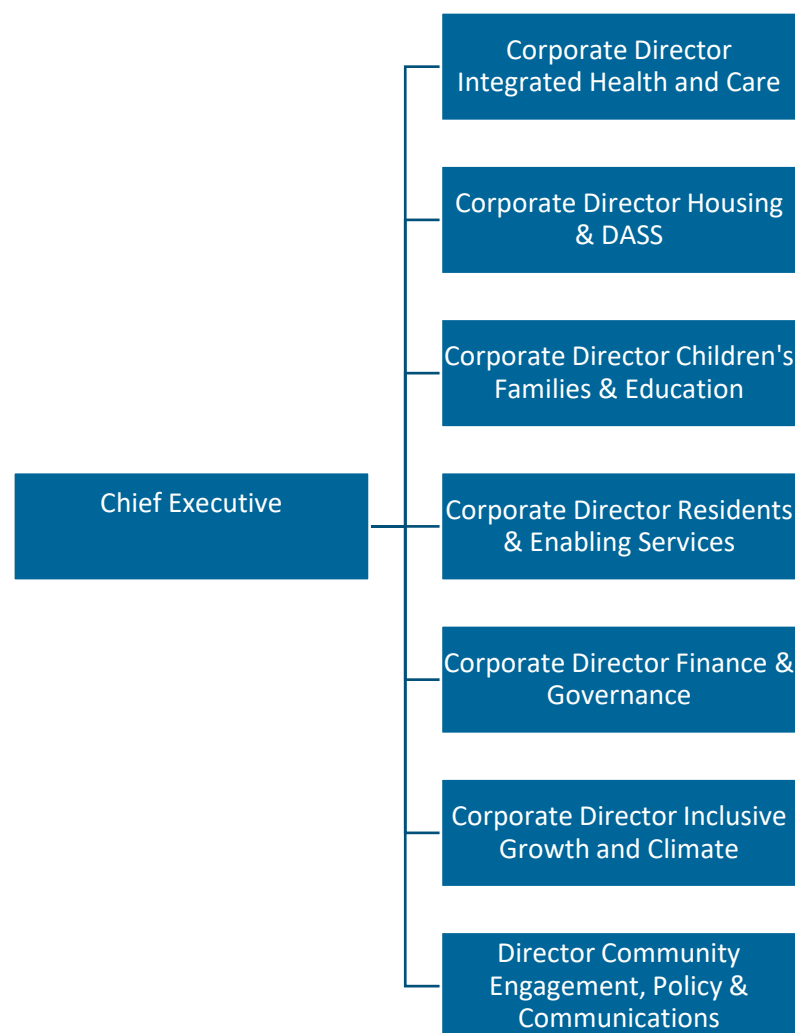 Corporate Director
Integrated Health and Care
Corporate Director Housing
& DASS
Corporate Director Children's
Families & Education
Chief Executive
Corporate Director Residents
& Enabling Services
Corporate Director Finance &
Governance
Corporate Director Inclusive
Growth and Climate
Director Community
Engagement, Policy &
Communications